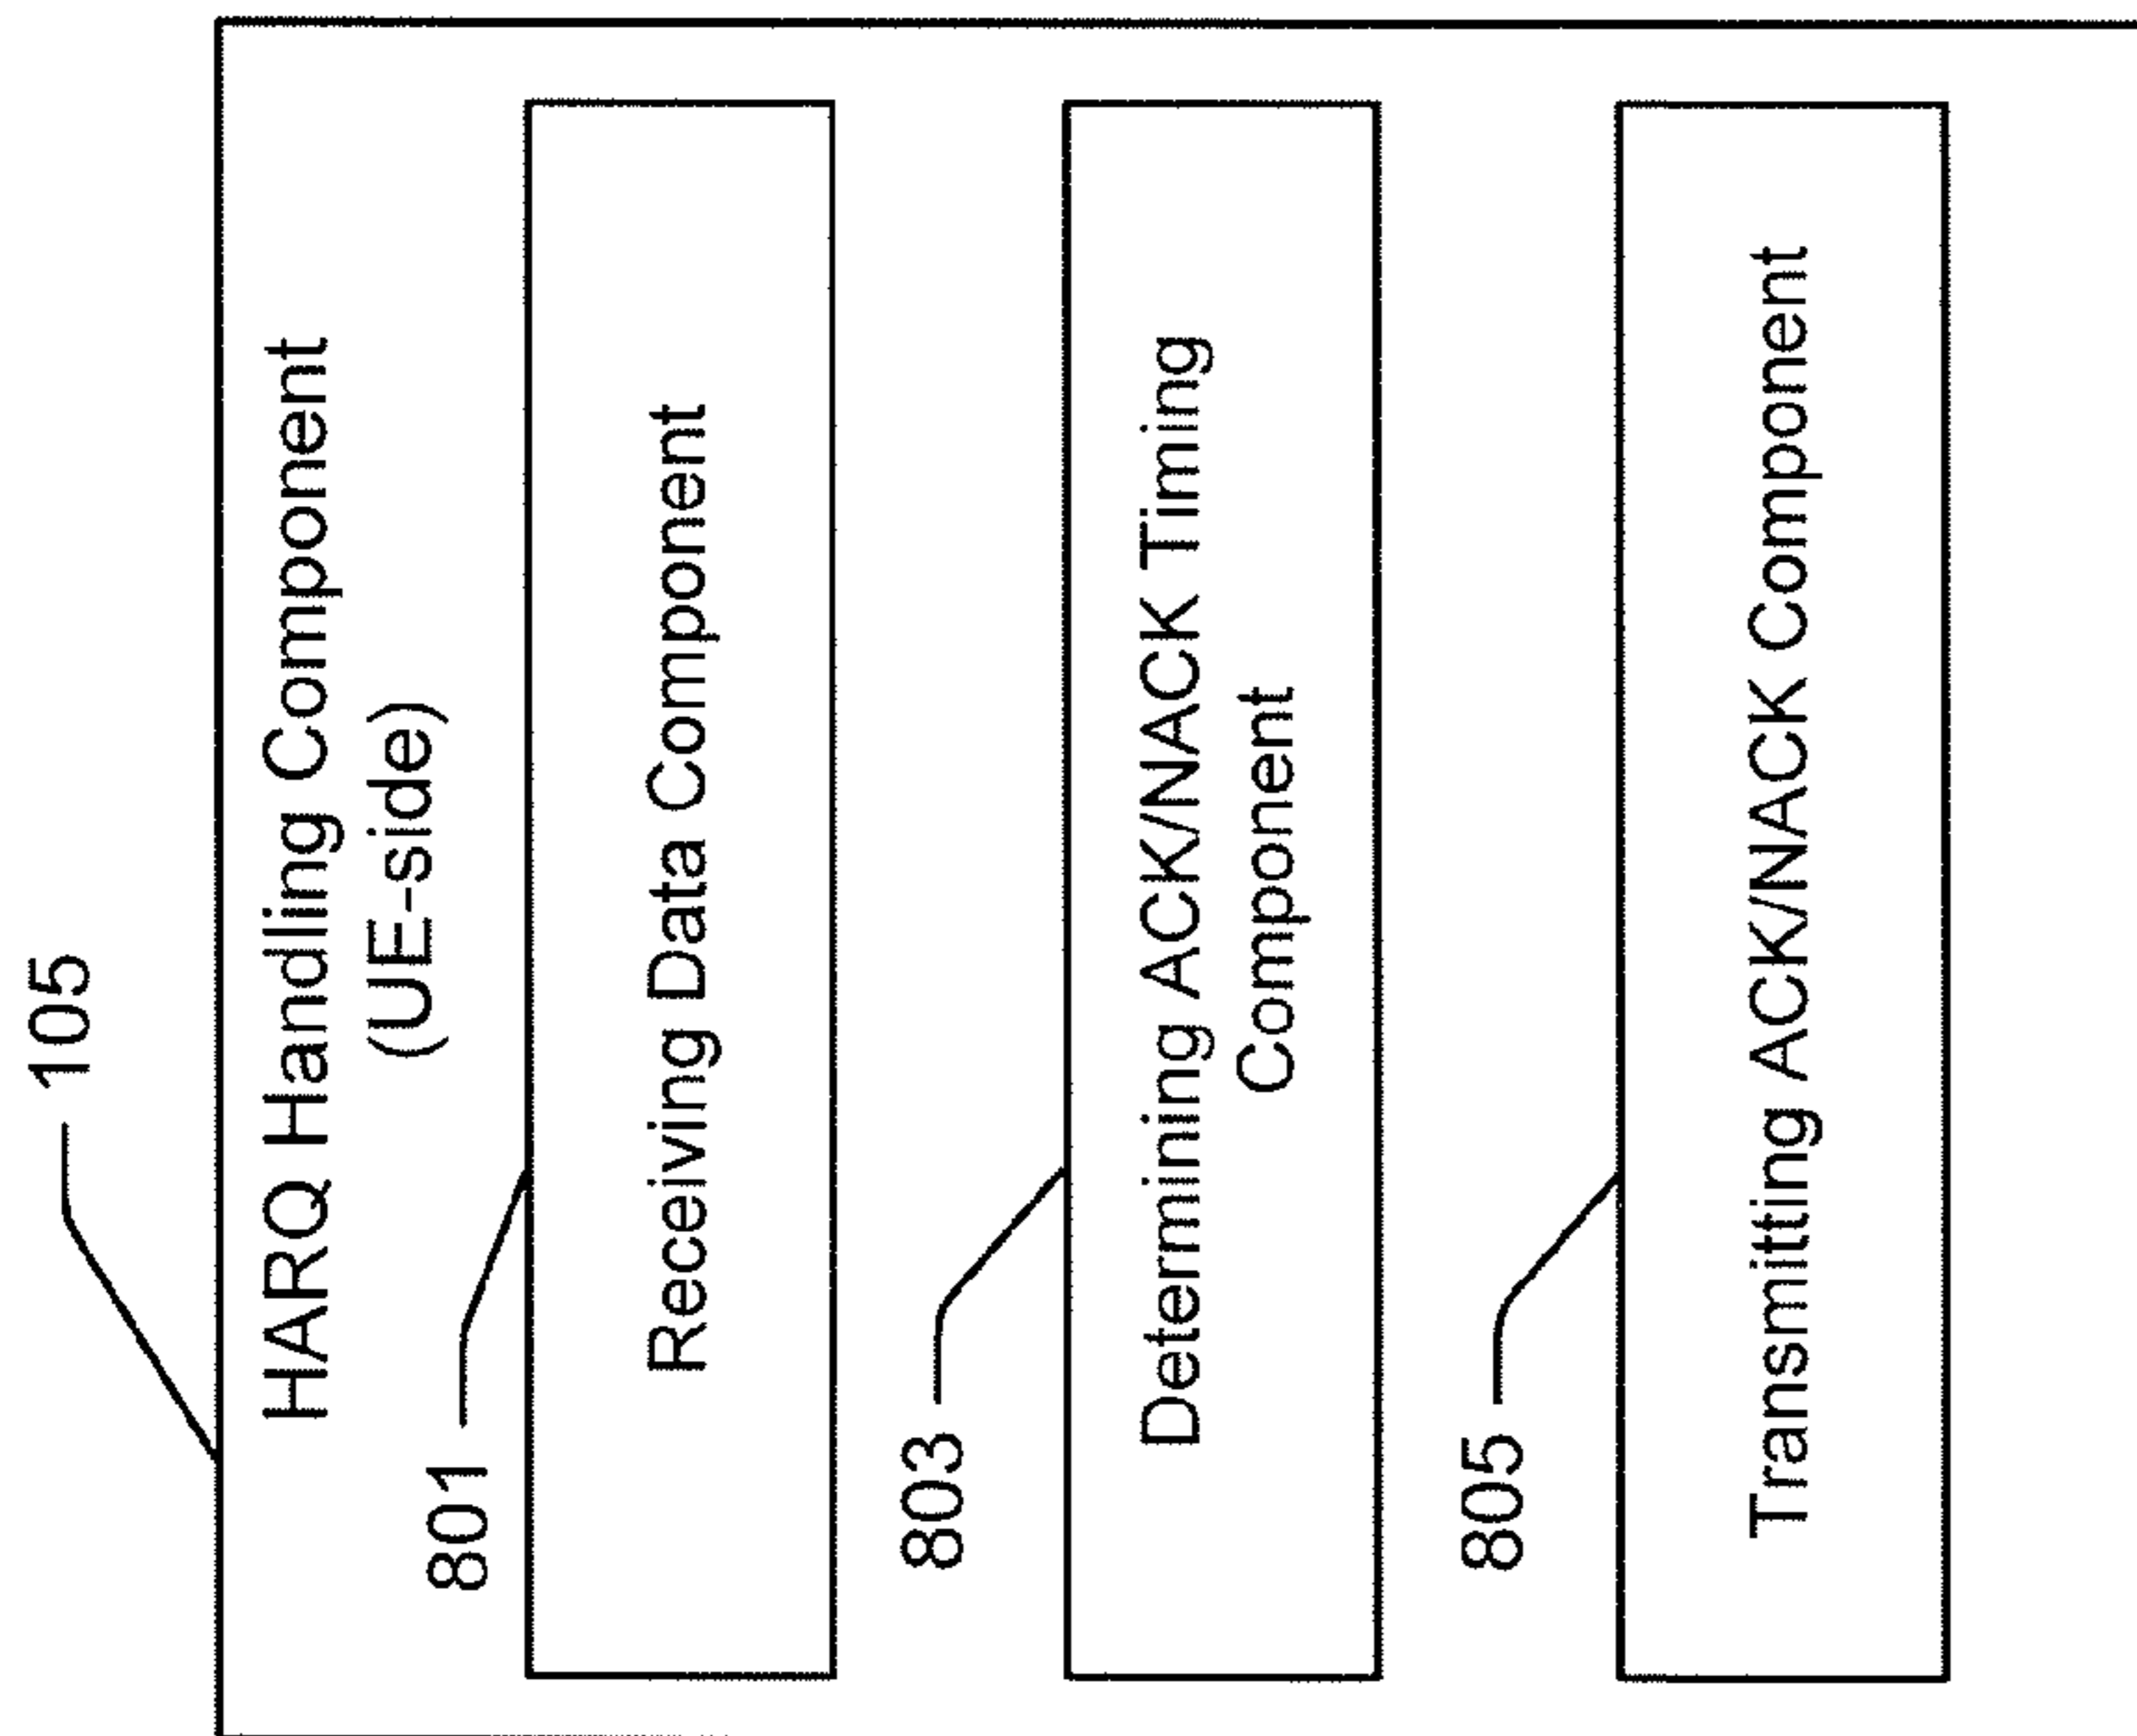 105
HARQ Handling Component
(UE-side)
801
Receiving Data Component
803
Determining ACK/NACK Timing
Component
805
Transmitting ACK/NACK Component